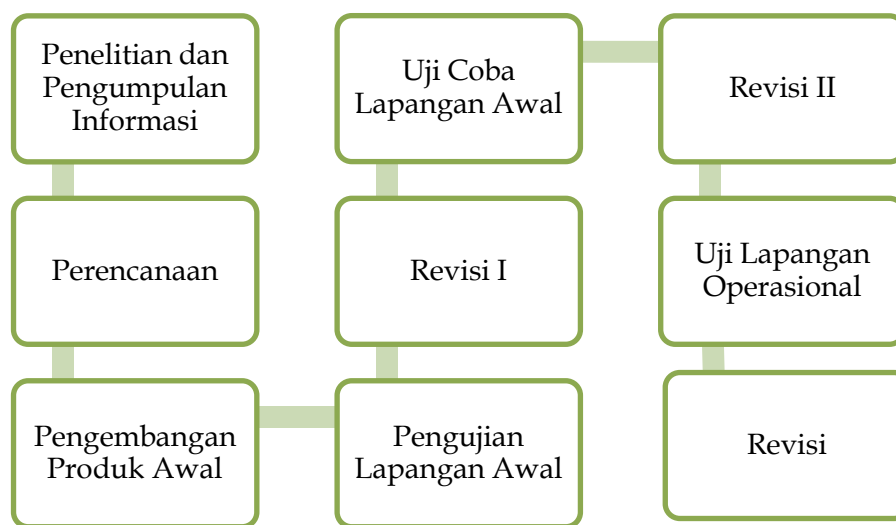 Penelitian dan
Pengumpulan
Informasi
Perencanaan
Pengembangan
Produk Awal
Pengujian
Lapangan Awal
Revisi I
Uji Coba
Lapangan Awal
Revisi II
Uji Lapangan
Operasional
Revisi